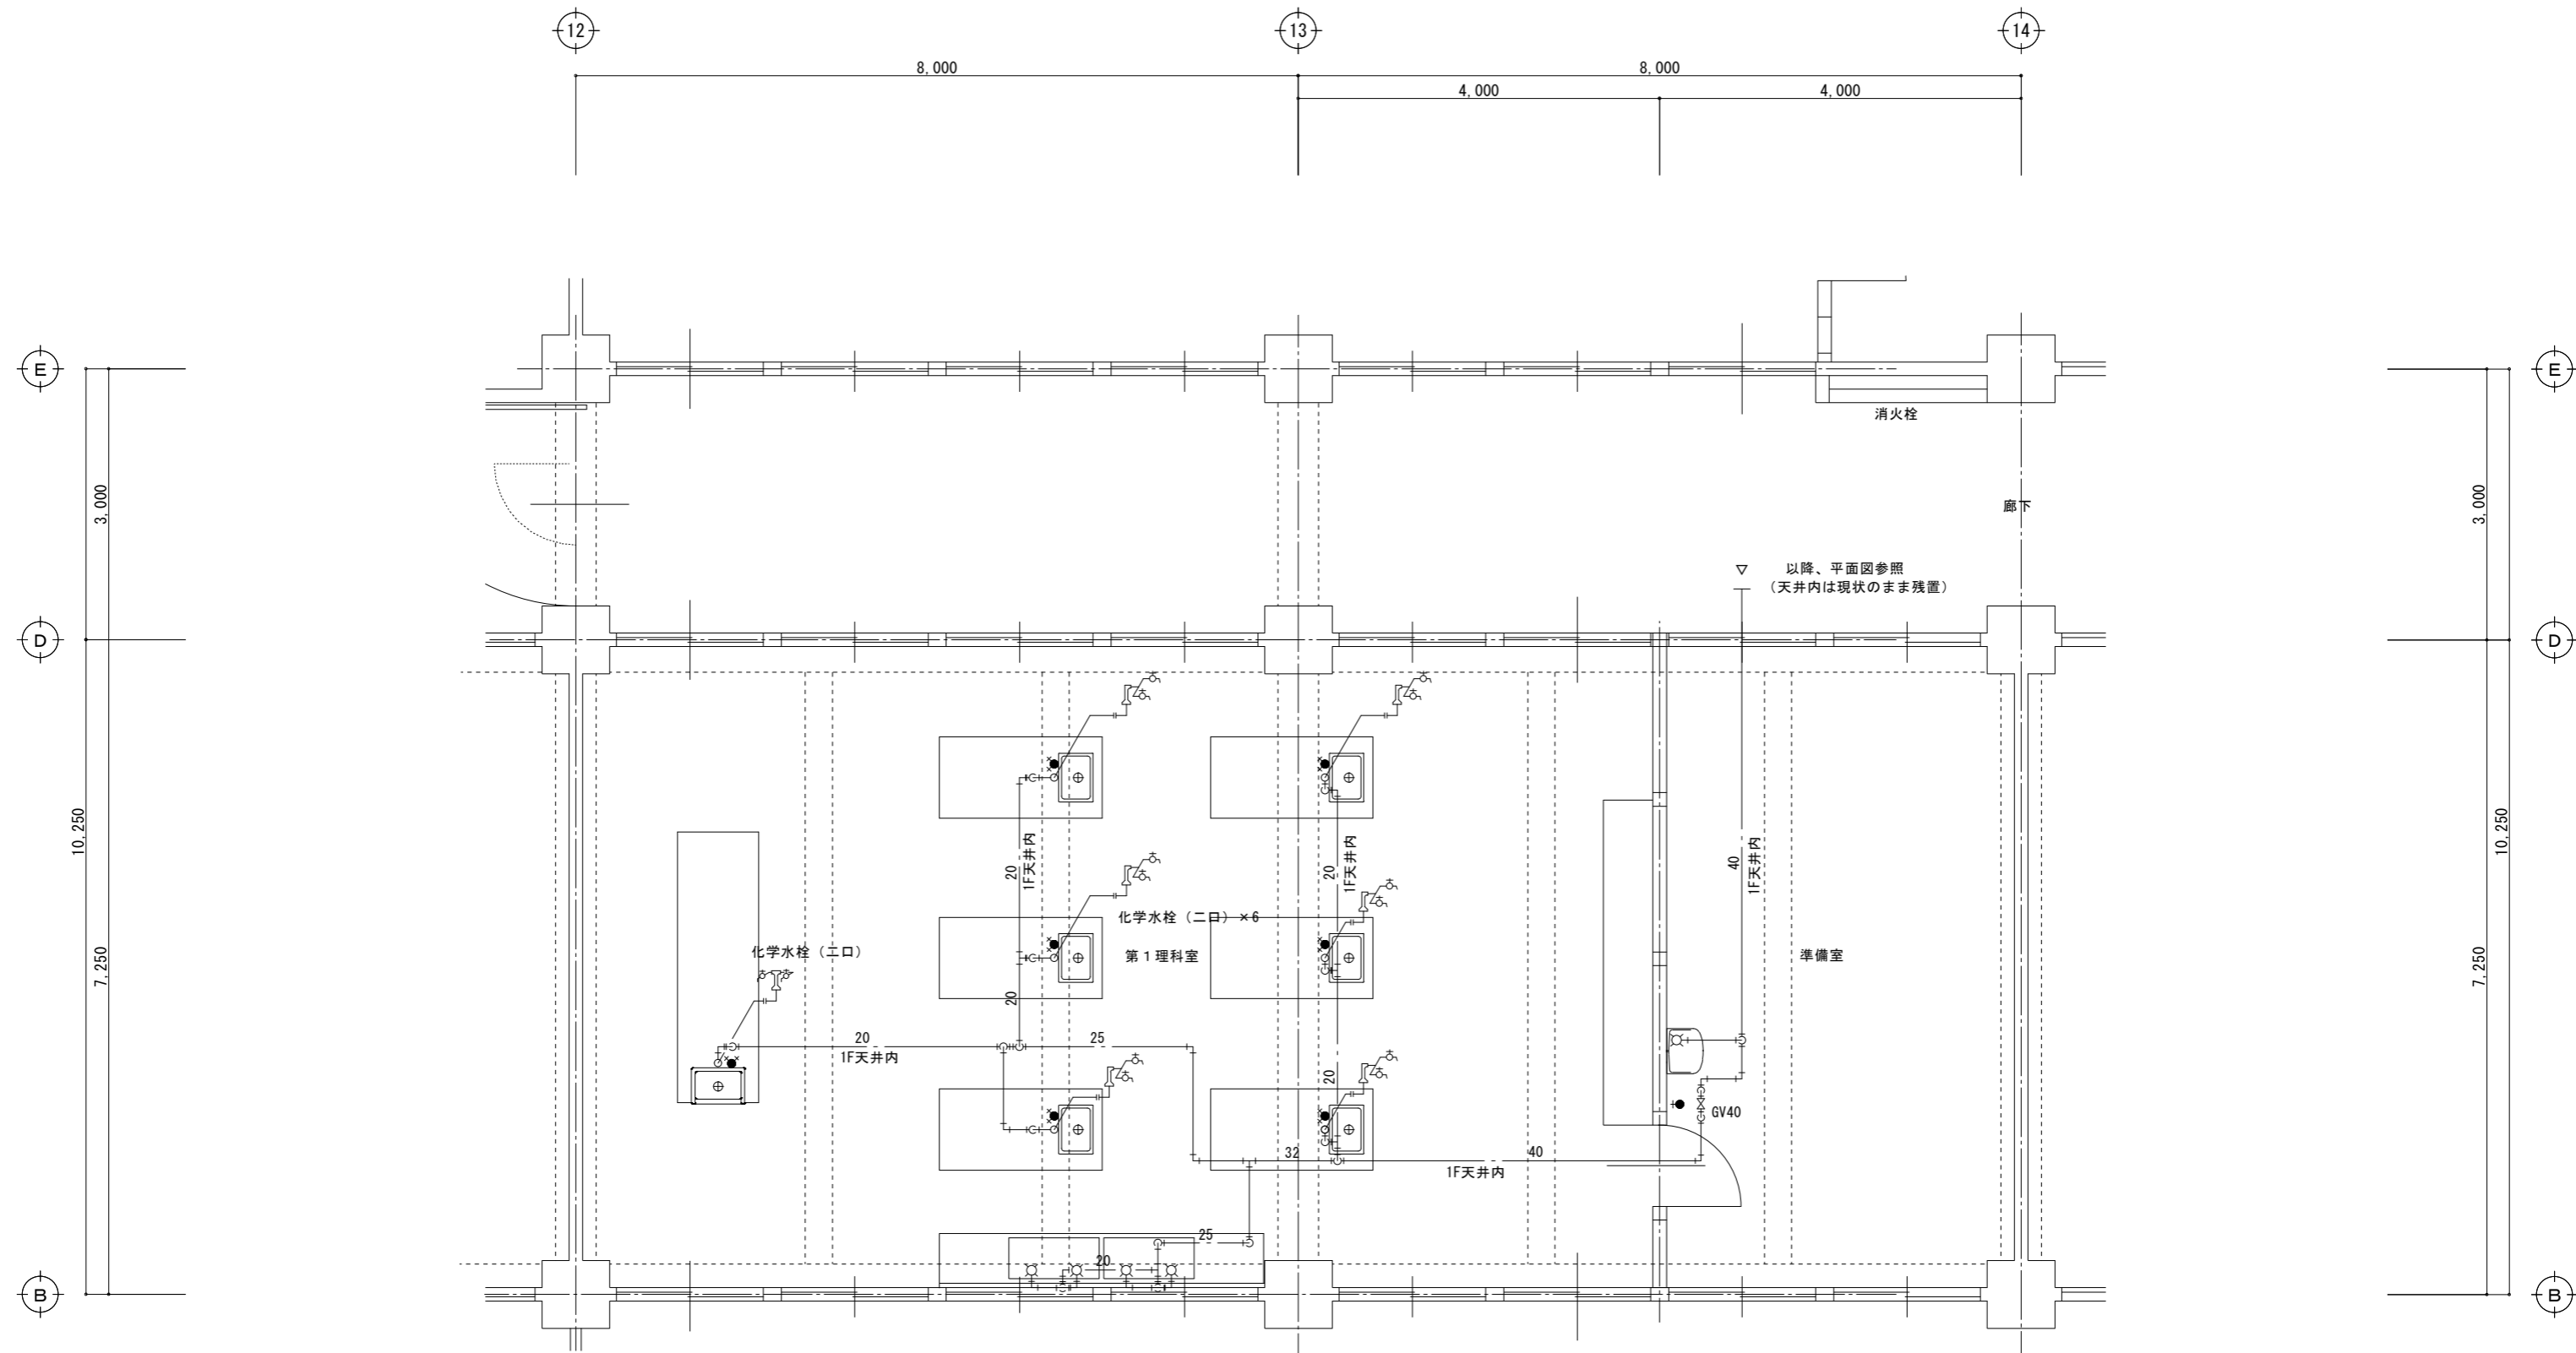 12
13
14
8,000
8,000
4,000
4,000
E
E
消火栓
3,000
廊下
3,000
以降、平面図参照
（天井内は現状のまま残置）
D
D
10,250
7,250
20
1F天井内
20
1F天井内
40
1F天井内
10,250
7,250
化学水栓（二口）×6
化学水栓（二口）
第１理科室
準備室
20
20
1F天井内
25
20
GV40
32
40
1F天井内
25
20
B
B